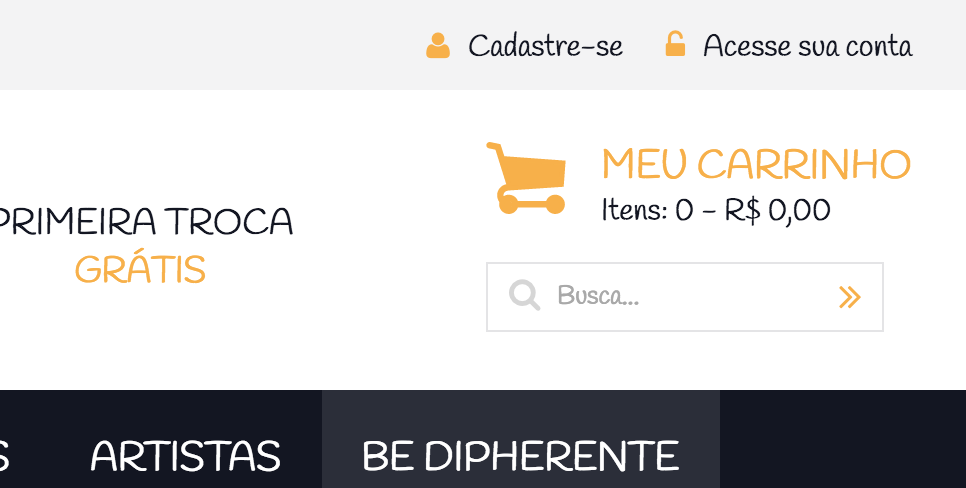 Cadastre-se Acesse sua conta
MEU CARRINHO
Itens: 0 - R$ 0,00
PRIMEIRA TROCA
GRÁTIS
Busca...
S ARTISTAS BE DIPHERENTE